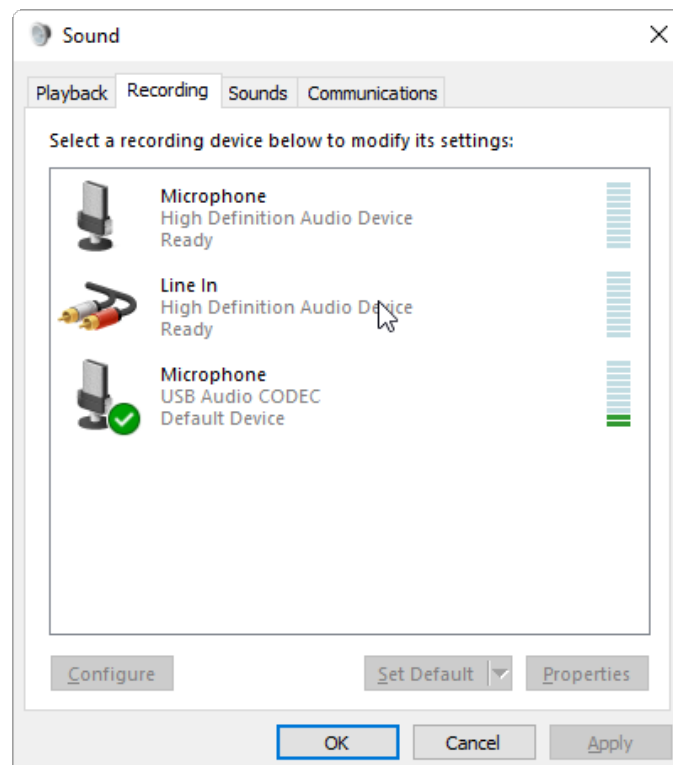 Sound
Playback Recording Sounds Communications
Select a recording device below to modify its settings:
Microphone
High Definition Audio Device
Ready
Line In
High Definition Audio Device
Ready
Microphone
USB Audio CODEC
Default Device
Configure Set Default Properties
OK Cancel Apply